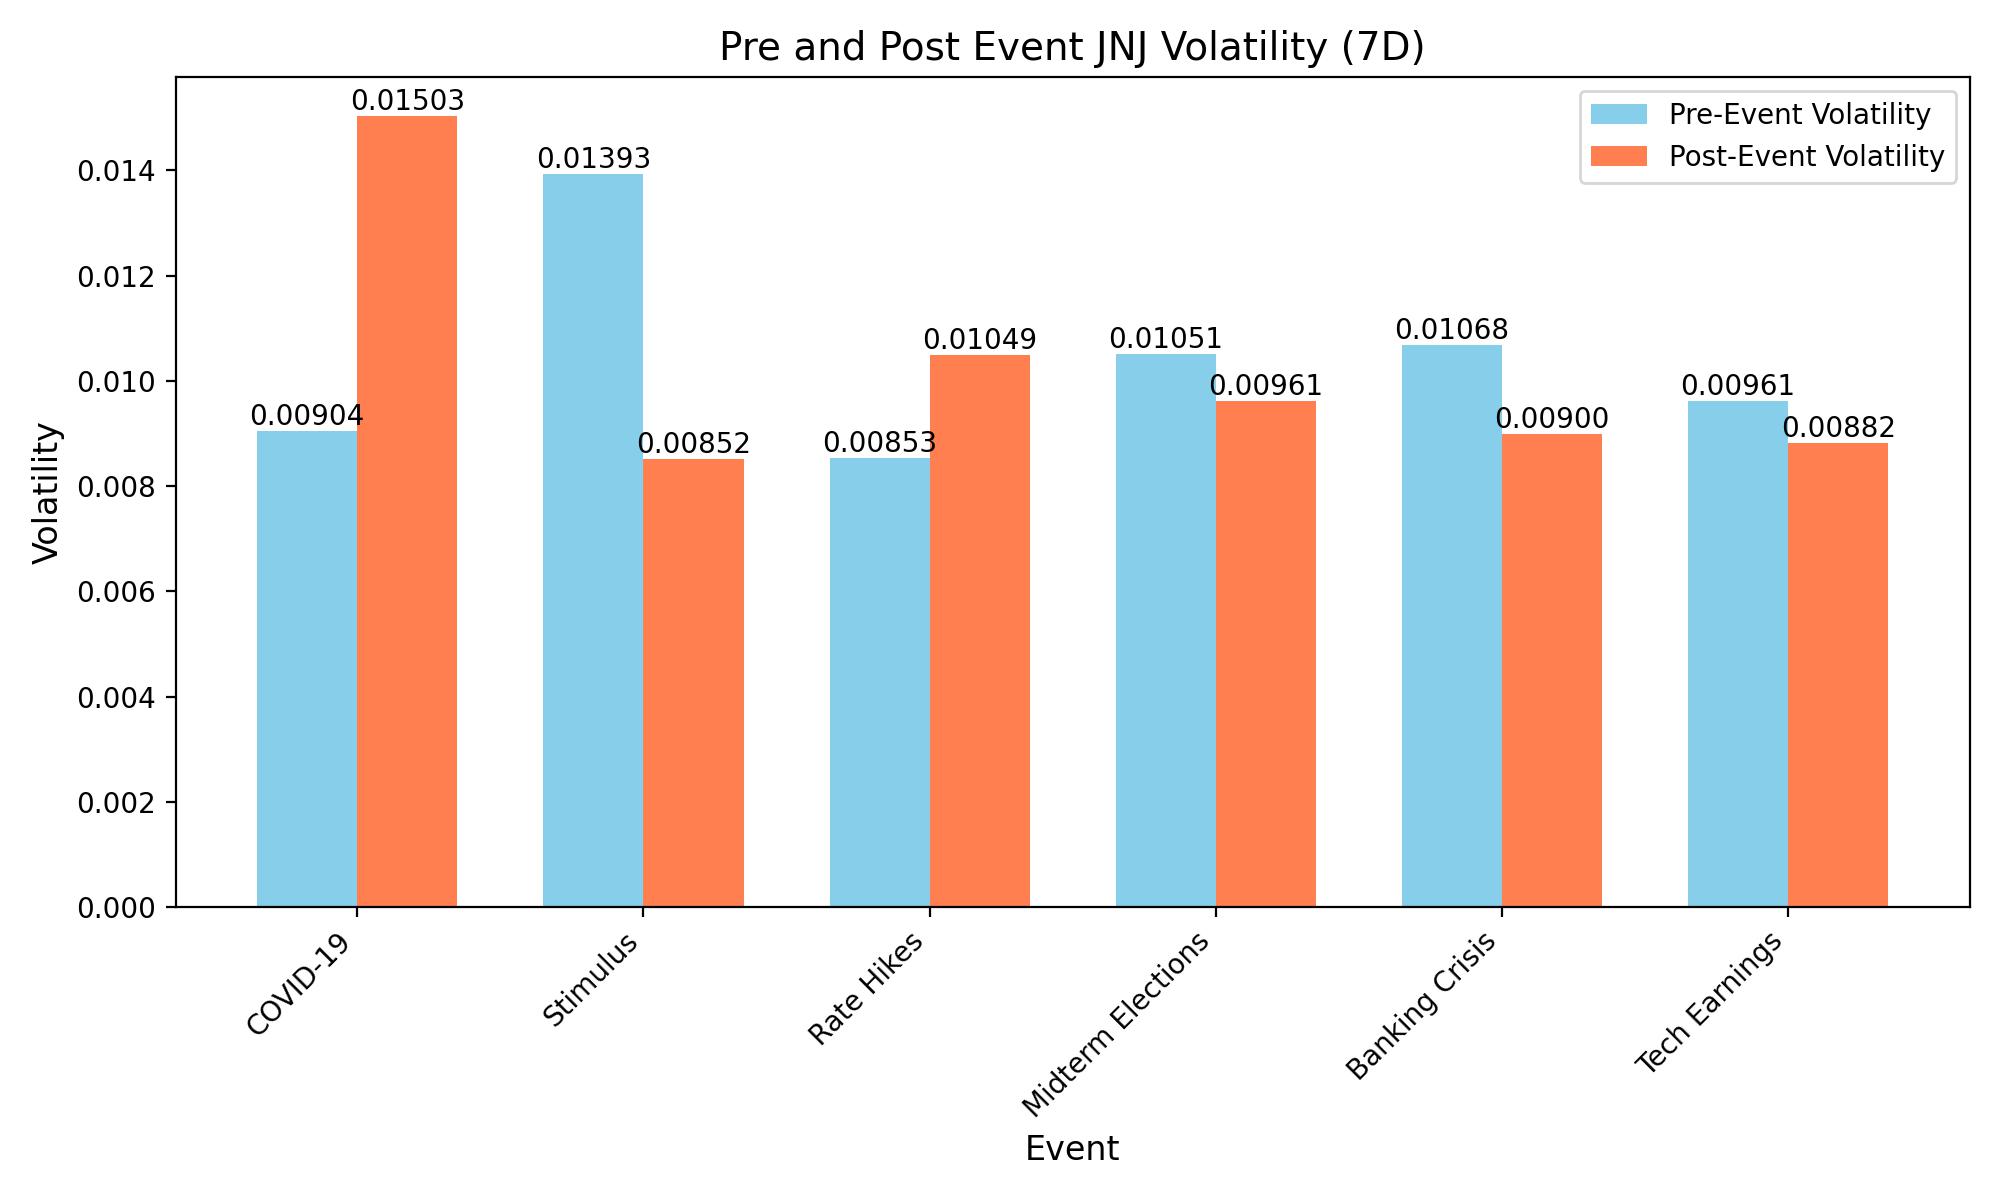 Pre and Post Event JNJ Volatility (7D)
Pre-Event Volatility
Post-Event Volatility
Volatility
0.014
0.012
0.010
0.008
0.006
0.004
0.002
0.000
0.00904
0.01503
0.01393
0.00852
0.00853
0.01049
0.01051
0.00961
0.01068
0.00900
0.00961
0.00882
COVID-19
Stimulus
Rate Hikes
Midterm Elections
Banking Crisis
Tech Earnings
Event